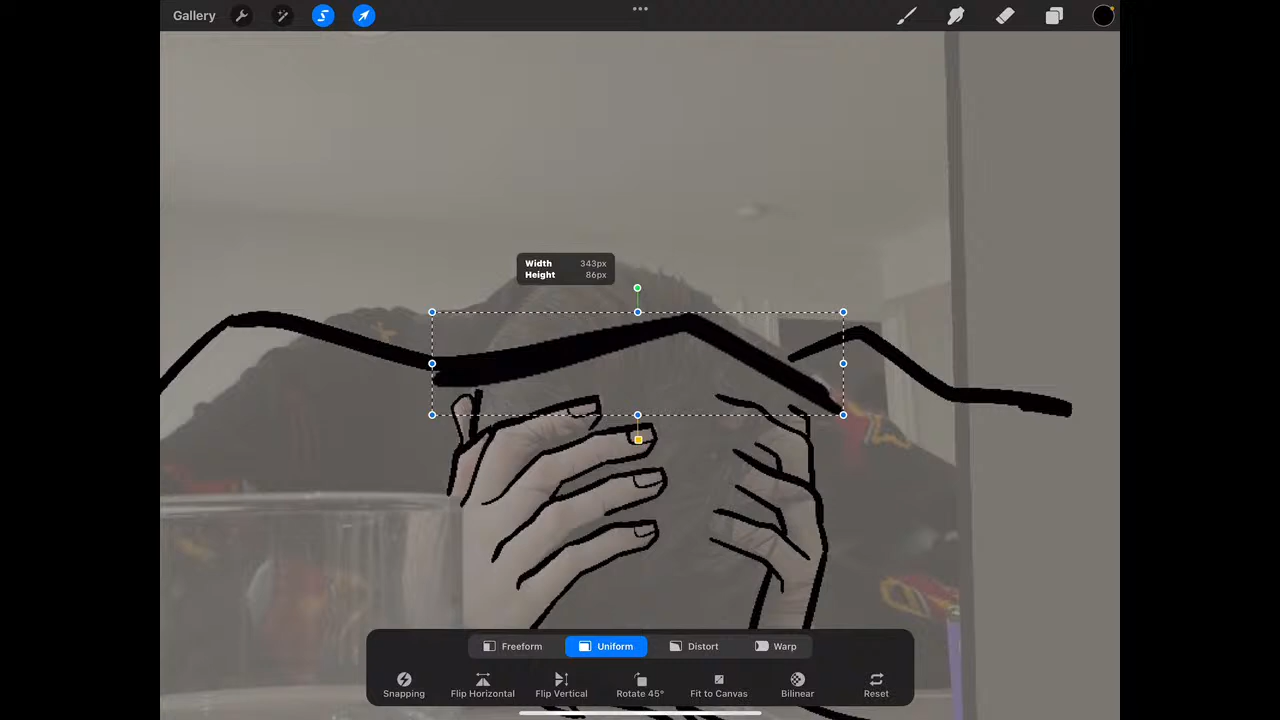 Gallery
Width 343px
Height 86px
Freeform Uniform Distort Warp
Snapping Flip Horizontal Flip Vertical Rotate 45° Fit to Canvas Bilinear Reset